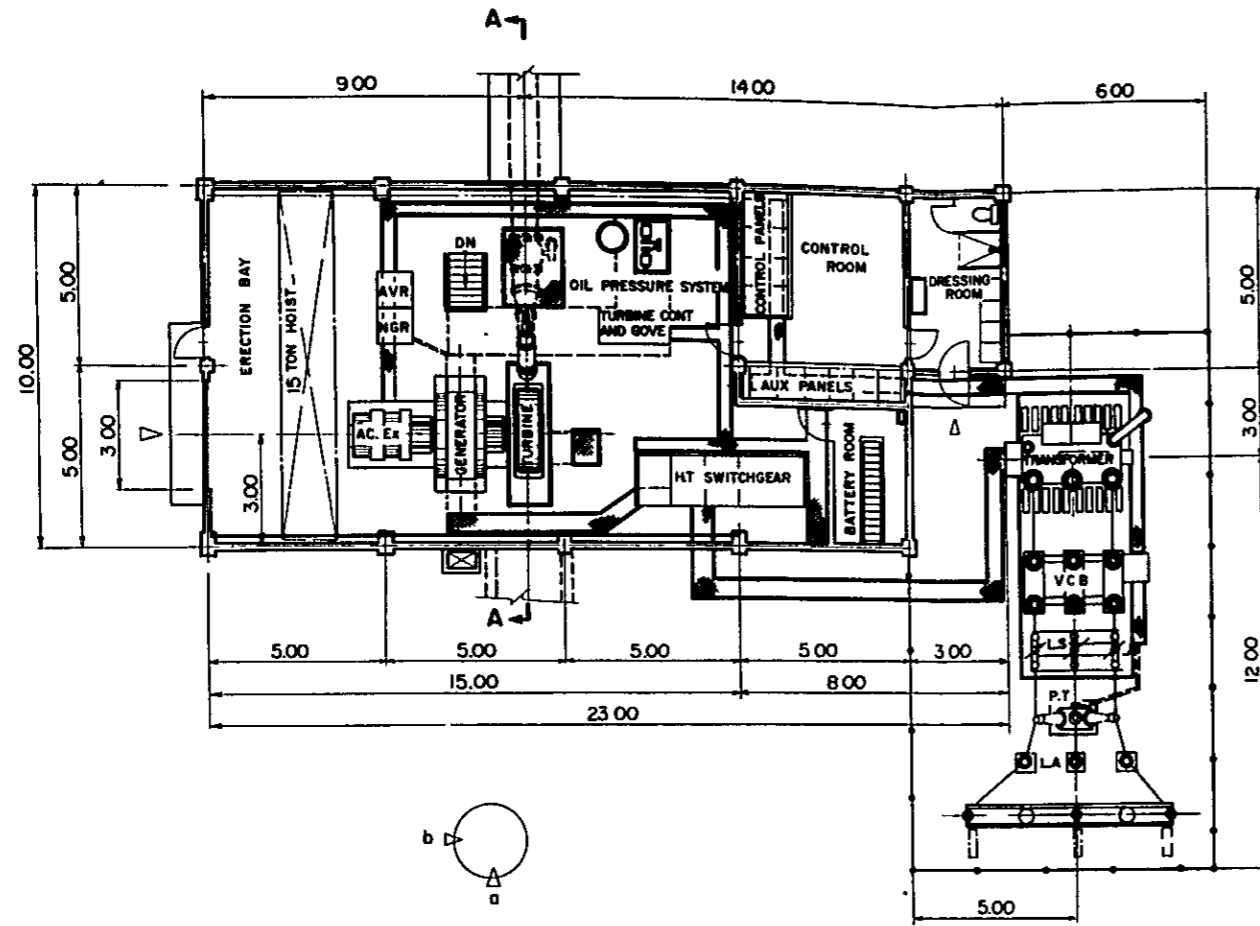 A
9.00
14.00
6.00
ERECTION BAY
15 TON HOIST
DN
AVR
NGR
OIL PRESSURE SYSTEM
TURBINE CONT
AND GOVE
CONTROL PANELS
CONTROL
ROOM
DRESSING
ROOM
AUX PANELS
AC. Ex
GENERATOR
TURBINE
H.T SWITCHGEAR
BATTERY ROOM
TRANSFORMER
V C B
L.S
P.T
L.A
10.00
5.00
5.00
3.00
3.00
5.00
3.00
12.00
A
5.00
5.00
5.00
5.00
3.00
15.00
8.00
23.00
b
a
5.00